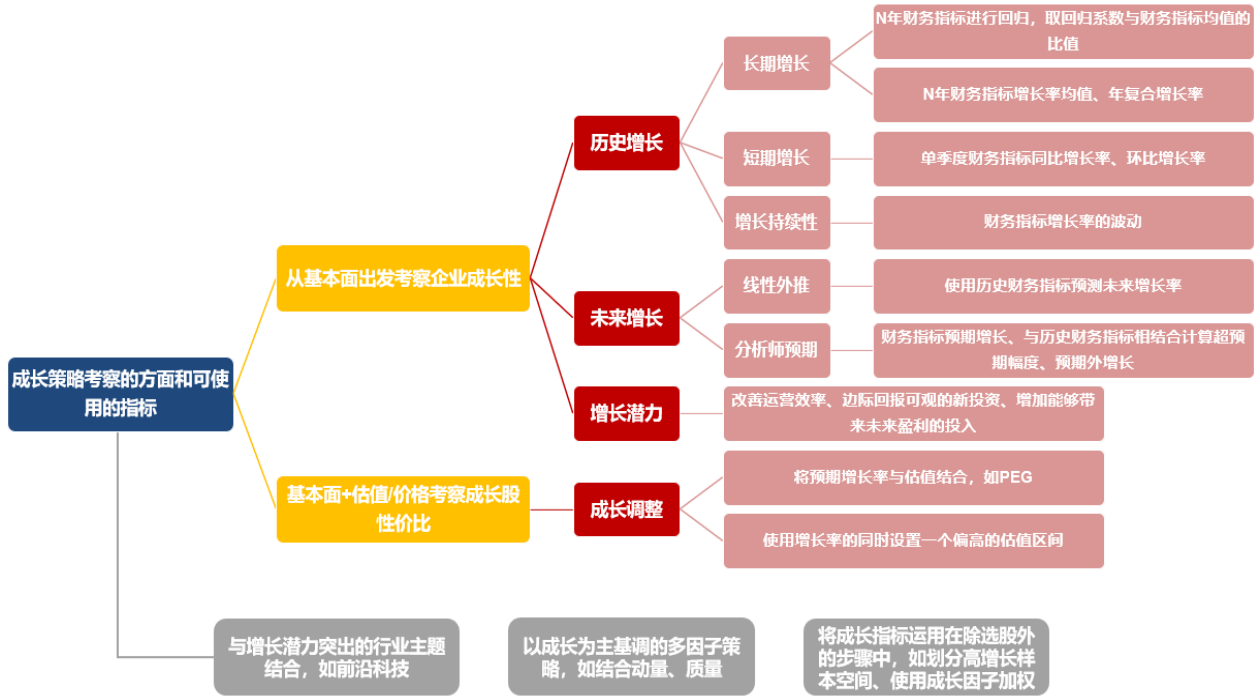 成长策略考察的方面和可使
用的指标
从基本面出发考察企业成长性
历史增长
长期增长
N年财务指标进行回归，取回归系数与财务指标均值的
比值
N年财务指标增长率均值、年复合增长率
短期增长
单季度财务指标同比增长率、环比增长率
增长持续性
财务指标增长率的波动
未来增长
线性外推
使用历史财务指标预测未来增长率
分析师预期
财务指标预期增长、与历史财务指标相结合计算超预
期幅度、预期外增长
增长潜力
改善运营效率、边际回报可观的新投资、增加能够带
来未来盈利的投入
基本面+估值/价格考察成长股
性价比
成长调整
将预期增长率与估值结合，如PEG
使用增长率的同时设置一个偏高的估值区间
与增长潜力突出的行业主题
结合，如前沿科技
以成长为主基调的多因子策
略，如结合动量、质量
将成长指标运用在除选股外
的步骤中，如划分高增长样
本空间、使用成长因子加权